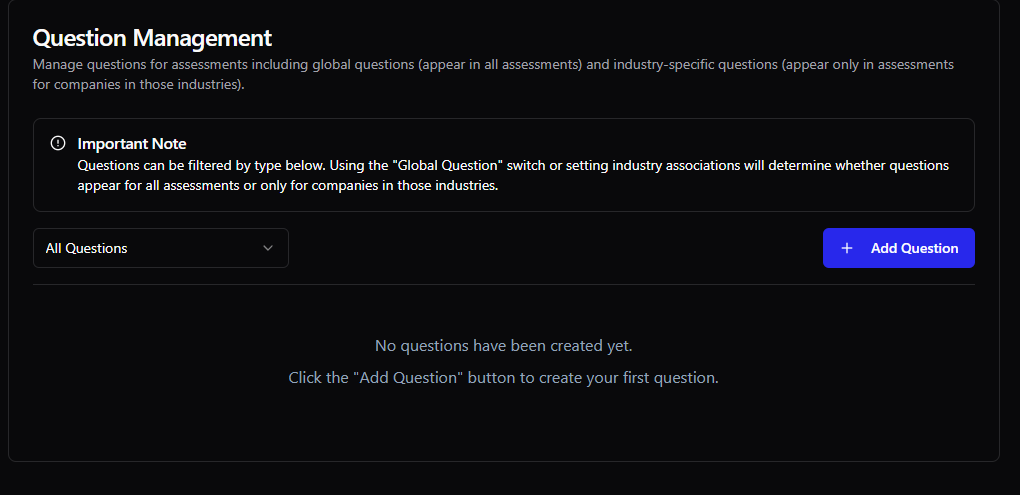 Question Management
Manage questions for assessments including global questions (appear in all assessments) and industry-specific questions (appear only in assessments
for companies in those industries).
Important Note
Questions can be filtered by type below. Using the "Global Question" switch or setting industry associations will determine whether questions
appear for all assessments or only for companies in those industries.
All Questions
Add Question
No questions have been created yet.
Click the "Add Question" button to create your first question.